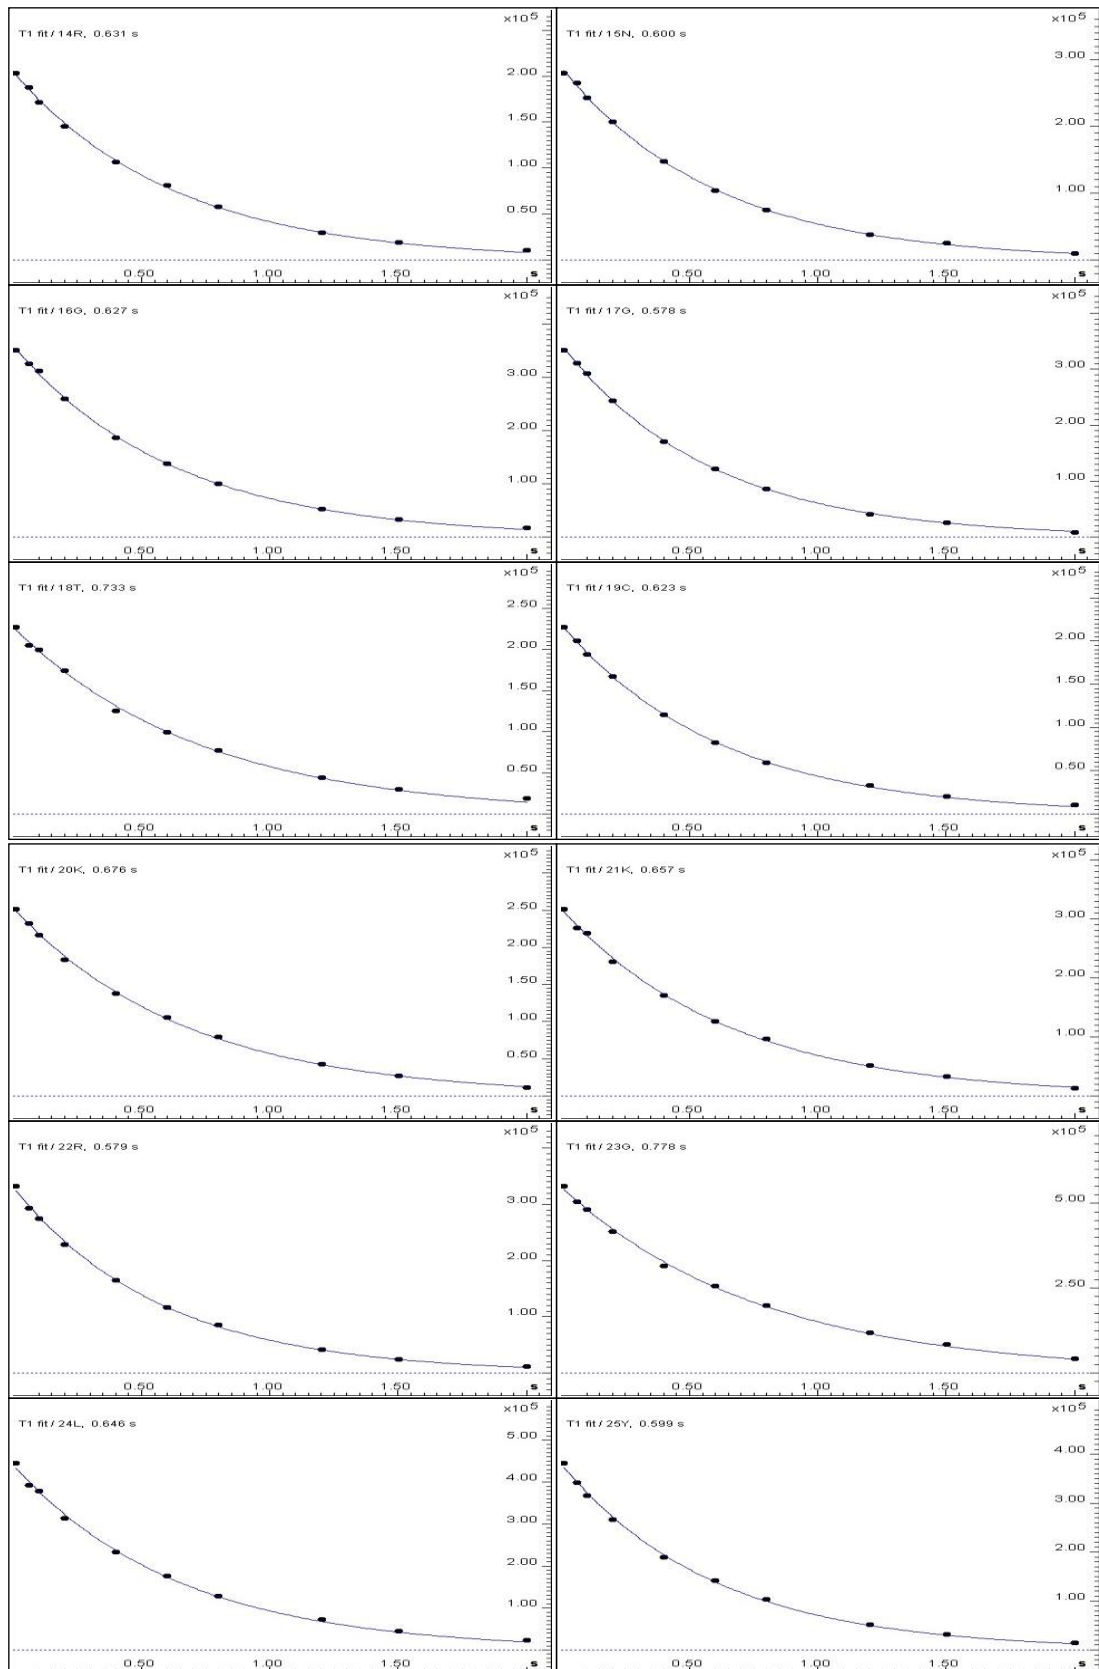 T1 fit / 14R, 0.631 s
x10^5
2.00
1.50
1.00
0.50
0.50 1.00 1.50 s
T1 fit / 15N, 0.600 s
x10^5
3.00
2.00
1.00
0.50 1.00 1.50 s
T1 fit / 16G, 0.627 s
x10^5
3.00
2.00
1.00
0.50 1.00 1.50 s
T1 fit / 17G, 0.578 s
x10^5
3.00
2.00
1.00
0.50 1.00 1.50 s
T1 fit / 18T, 0.733 s
x10^5
2.50
2.00
1.50
1.00
0.50
0.50 1.00 1.50 s
T1 fit / 19C, 0.623 s
x10^5
2.00
1.50
1.00
0.50
0.50 1.00 1.50 s
T1 fit / 20K, 0.676 s
x10^5
2.50
2.00
1.50
1.00
0.50
0.50 1.00 1.50 s
T1 fit / 21K, 0.657 s
x10^5
3.00
2.00
1.00
0.50 1.00 1.50 s
T1 fit / 22R, 0.579 s
x10^5
3.00
2.00
1.00
0.50 1.00 1.50 s
T1 fit / 23G, 0.778 s
x10^5
5.00
2.50
0.50 1.00 1.50 s
T1 fit / 24L, 0.646 s
x10^5
5.00
4.00
3.00
2.00
1.00
0.50 1.00 1.50 s
T1 fit / 25Y, 0.599 s
x10^5
4.00
3.00
2.00
1.00
0.50 1.00 1.50 s